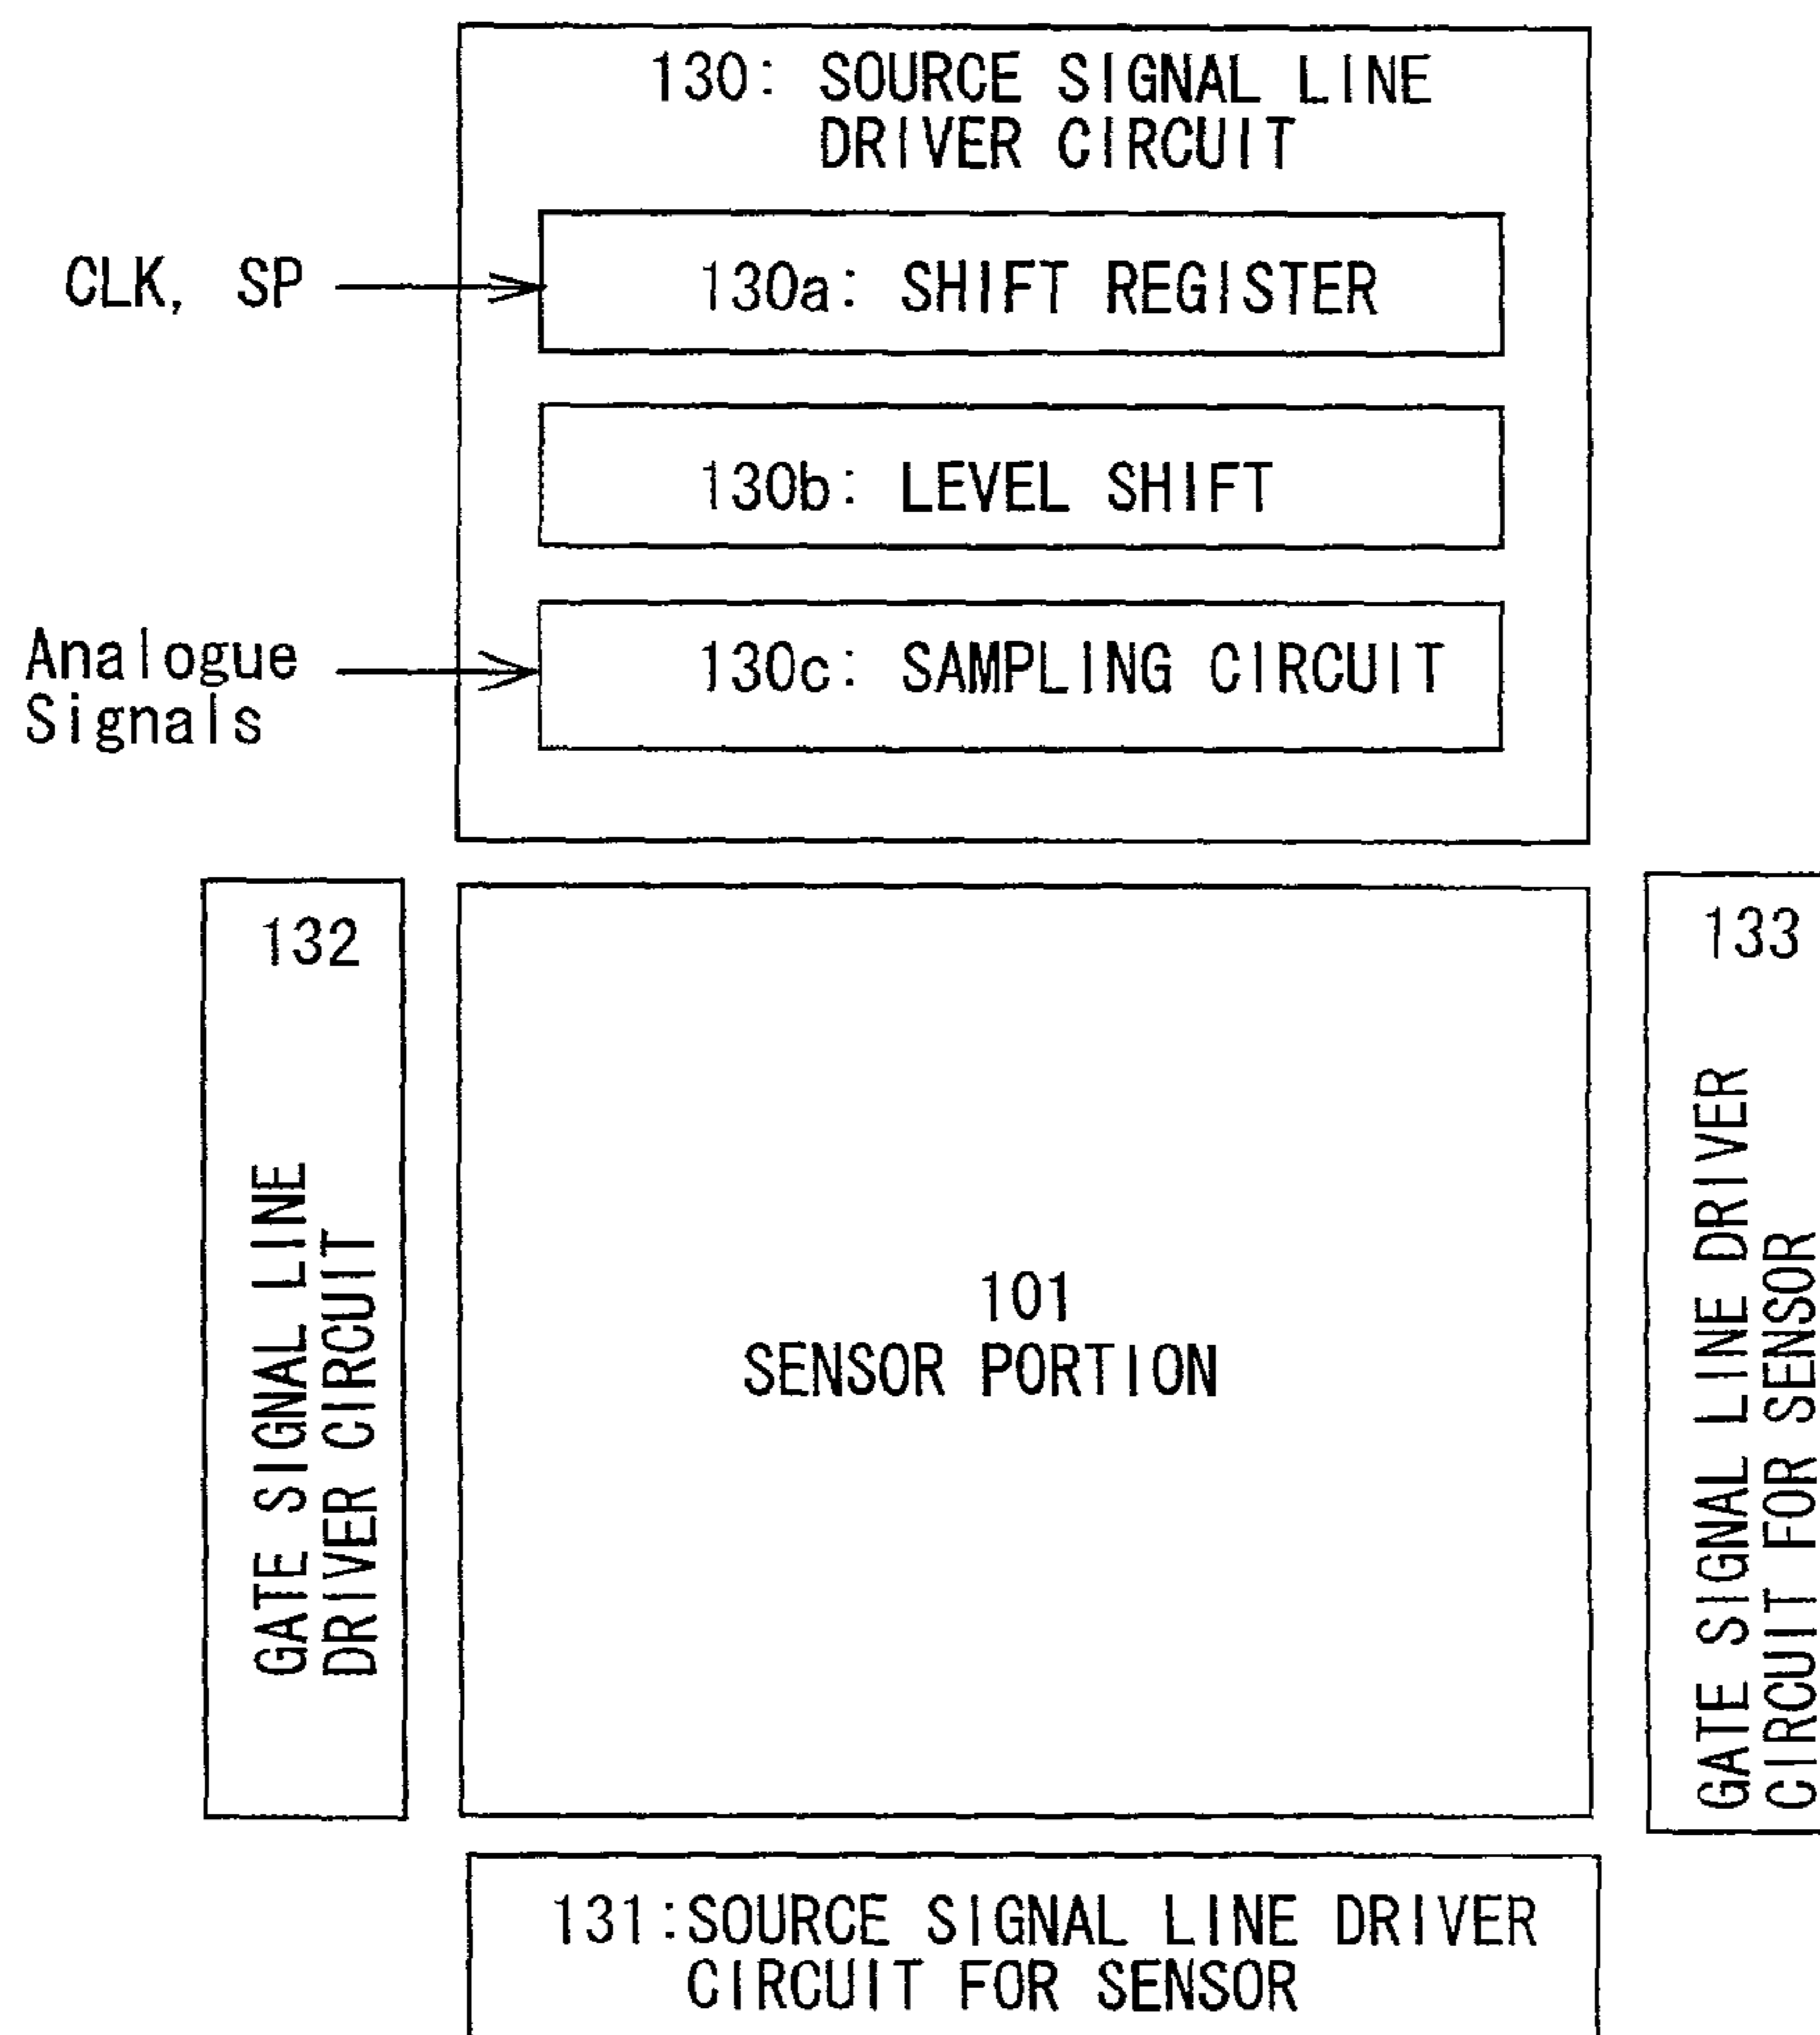 130: SOURCE SIGNAL LINE
DRIVER CIRCUIT
CLK, SP
130a: SHIFT REGISTER
130b: LEVEL SHIFT
Analogue
Signals
130c: SAMPLING CIRCUIT
132
GATE SIGNAL LINE
DRIVER CIRCUIT
101
SENSOR PORTION
133
GATE SIGNAL LINE DRIVER
CIRCUIT FOR SENSOR
131:SOURCE SIGNAL LINE DRIVER
CIRCUIT FOR SENSOR